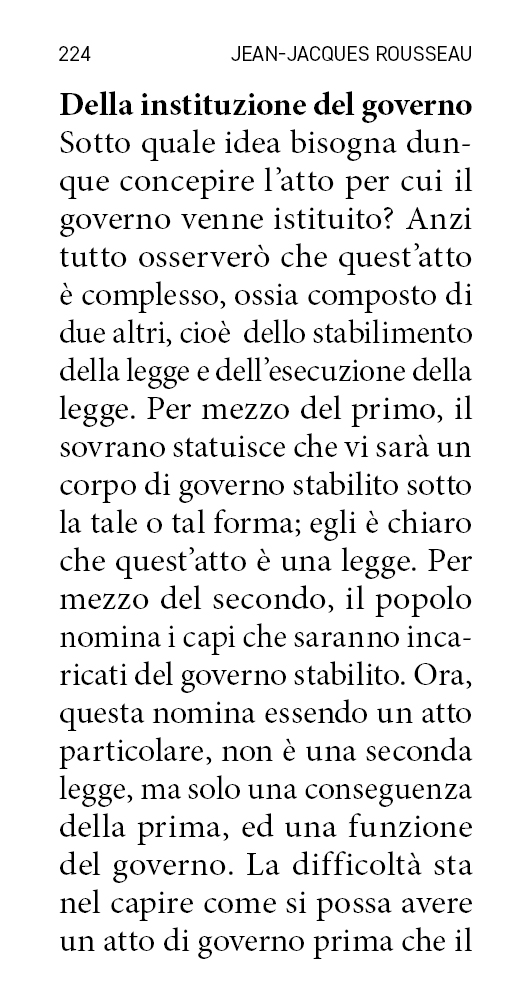 224 JEAN-JACQUES ROUSSEAU
Della instituzione del governo
Sotto quale idea bisogna dun-
que concepire l’atto per cui il
governo venne istituito? Anzi
tutto osserverò che quest’atto
è complesso, ossia composto di
due altri, cioè dello stabilimento
della legge e dell’esecuzione della
legge. Per mezzo del primo, il
sovrano statuisce che vi sarà un
corpo di governo stabilito sotto
la tale o tal forma; egli è chiaro
che quest’atto è una legge. Per
mezzo del secondo, il popolo
nomina i capi che saranno inca-
ricati del governo stabilito. Ora,
questa nomina essendo un atto
particolare, non è una seconda
legge, ma solo una conseguenza
della prima, ed una funzione
del governo. La difficoltà sta
nel capire come si possa avere
un atto di governo prima che il